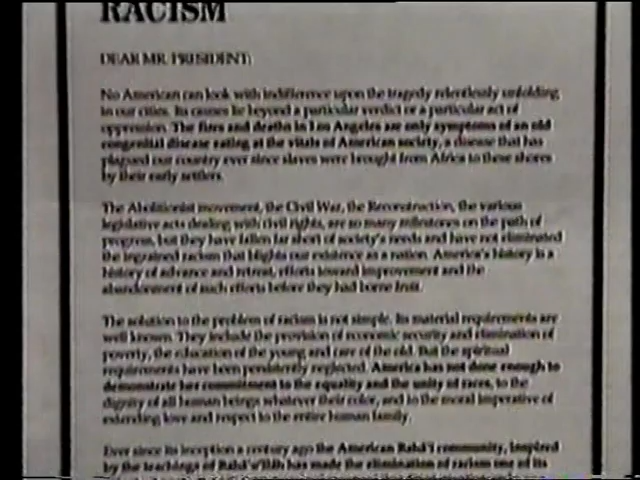 RACISM
DEAR MR. PRESIDENT:
No American can look with indifference upon the tragedy relentlessly unfolding
in our cities. Its causes lie beyond a particular verdict or a particular act of
oppression. The fires and deaths in Los Angeles are only symptoms of an old
congenital disease eating at the vitals of American society, a disease that has
plagued our country ever since slaves were brought from Africa to these shores
by their early settlers.
The Abolitionist movement, the Civil War, the Reconstruction, the various
legislative acts dealing with civil rights, are so many milestones on the path of
progress, but they have fallen far short of society's needs and have not eliminated
the ingrained racism that blights our existence as a nation. America's history is a
history of advance and retreat, efforts toward improvement and the
abandonment of such efforts before they had borne fruit.
The solution to the problem of racism is not simple. Its material requirements are
well known. They include the provision of economic security and elimination of
poverty, the education of the young and care of the old. But the spiritual
requirements have been persistently neglected. America has not done enough to
demonstrate her commitment to the equality and the unity of races, to the
dignity of all human beings whatever their color, and to the moral imperative of
extending love and respect to the entire human family.
Ever since its inception a century ago the American Bahá'í community, inspired
by the teachings of Bahá'u'lláh has made the elimination of racism one of its